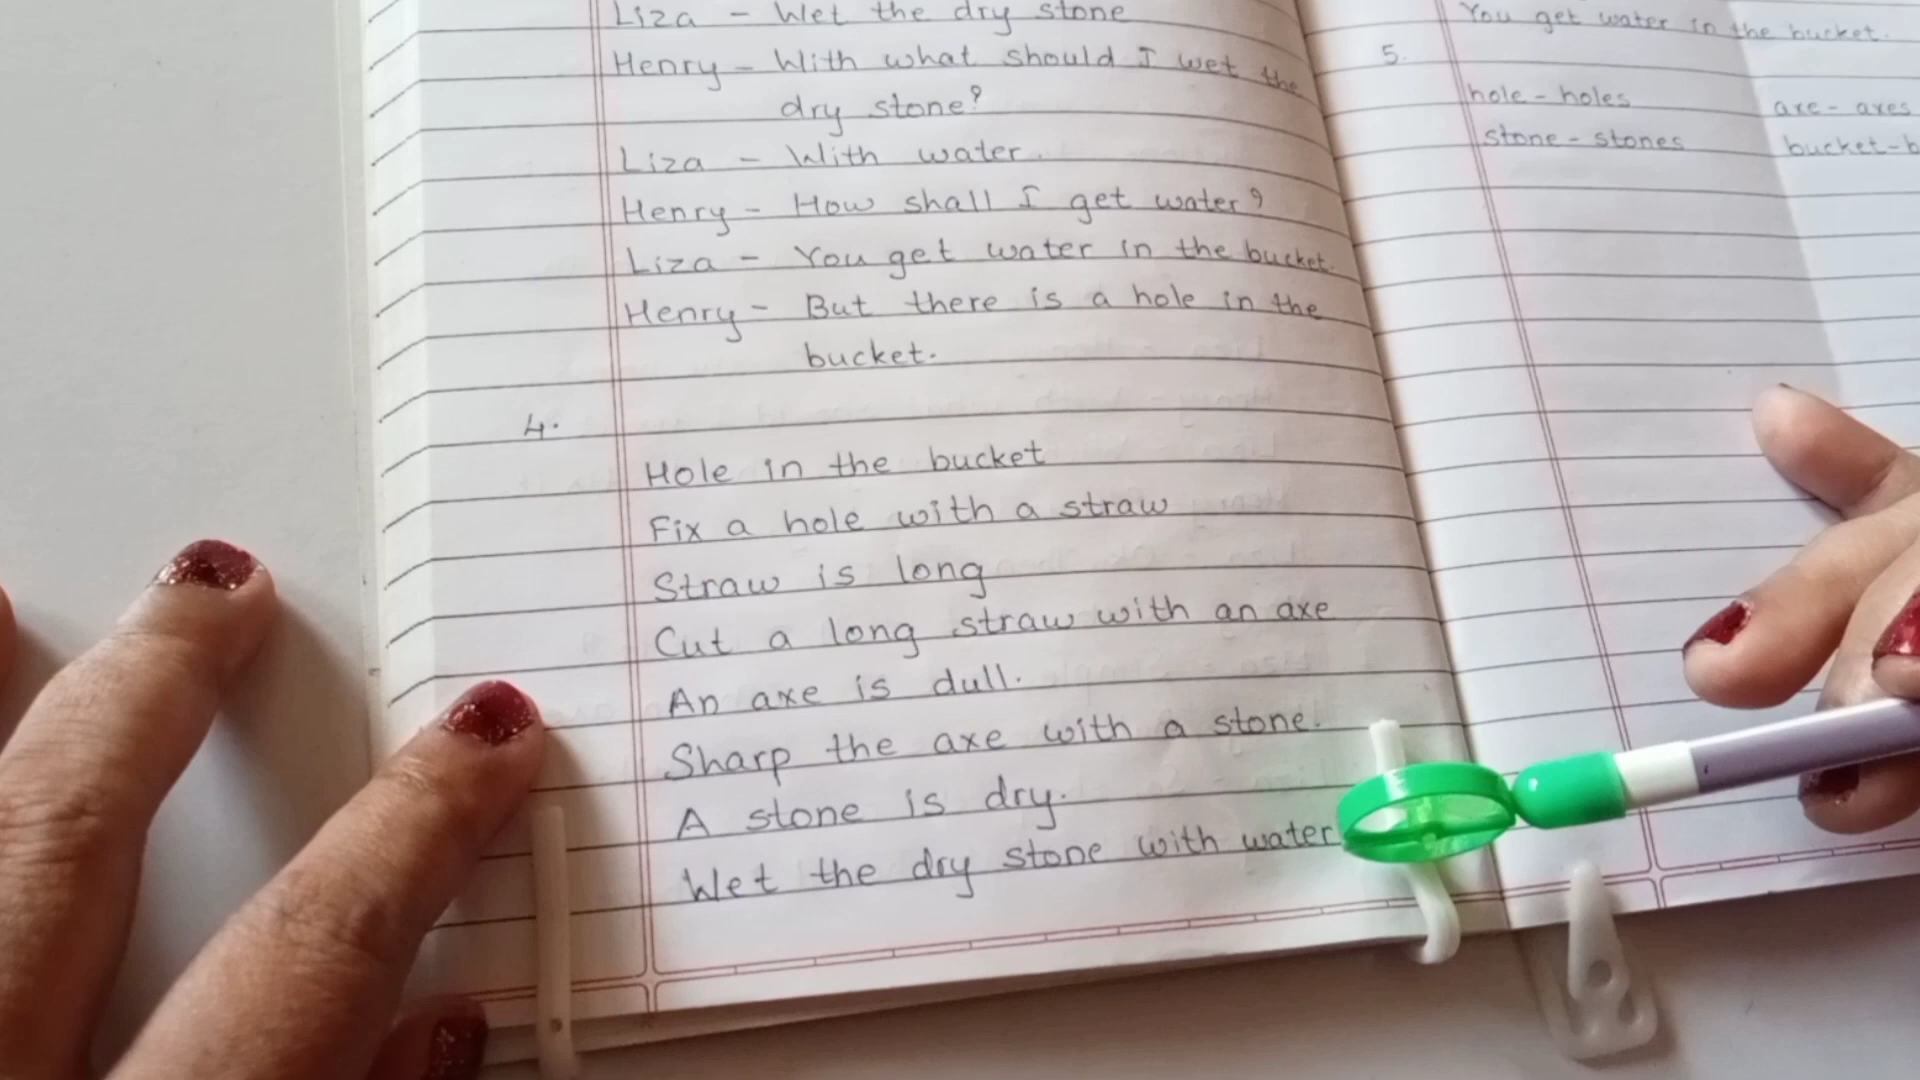 Liza - Wet the dry stone
Henry - With what should I wet the
dry stone?
Liza - With water.
Henry - How shall I get water?
Liza - You get water in the bucket.
Henry - But there is a hole in the
bucket.
4.
Hole in the bucket
Fix a hole with a straw
Straw is long
Cut a long straw with an axe
An axe is dull.
Sharp the axe with a stone.
A stone is dry.
Wet the dry stone with water
You get water in the bucket.
5.
hole - holes axe - axes
stone - stones bucket - b